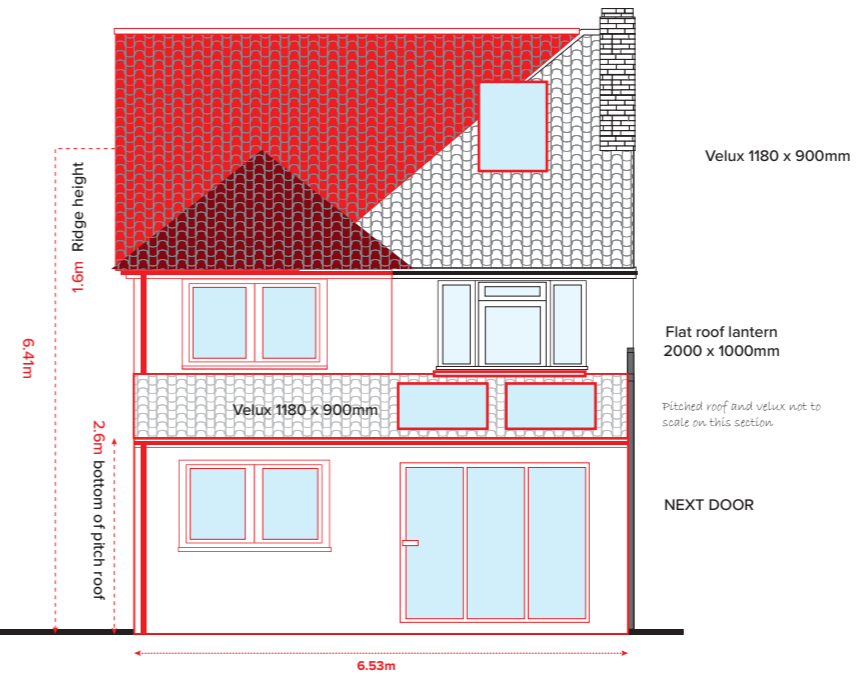 Velux 1180 x 900mm
1.6m Ridge height
6.41m
Flat roof lantern
2000 x 1000mm
Velux 1180 x 900mm
Pitched roof and velux not to
scale on this section
2.6m bottom of pitch roof
NEXT DOOR
6.53m